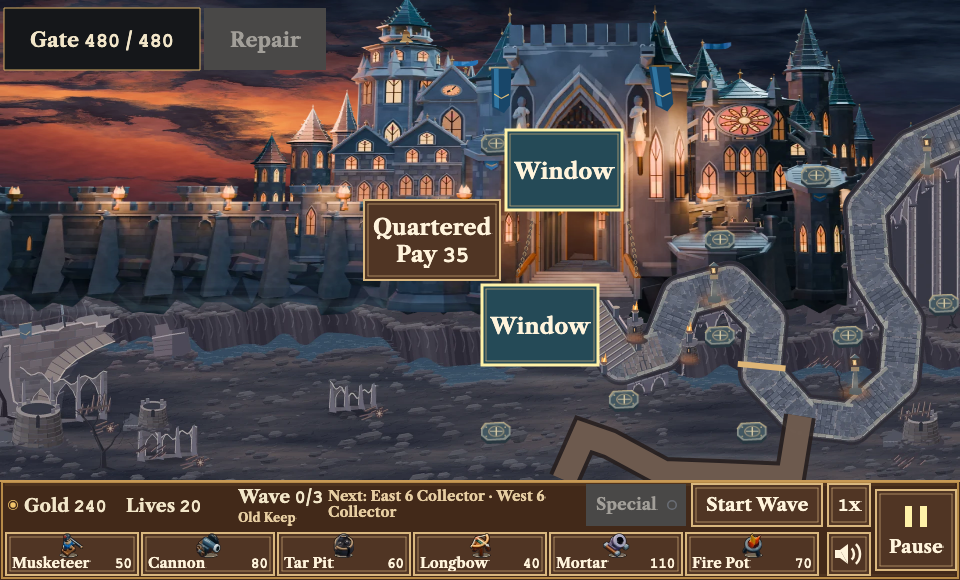 Gate 480 / 480
Repair
Window
Quartered
Pay 35
Window
Gold 240
Lives 20
Wave 0/3
Next: East 6 Collector · West 6
Collector
Old Keep
Special
Start Wave
1x
Pause
Musketeer 50
Cannon 80
Tar Pit 60
Longbow 40
Mortar 110
Fire Pot 70